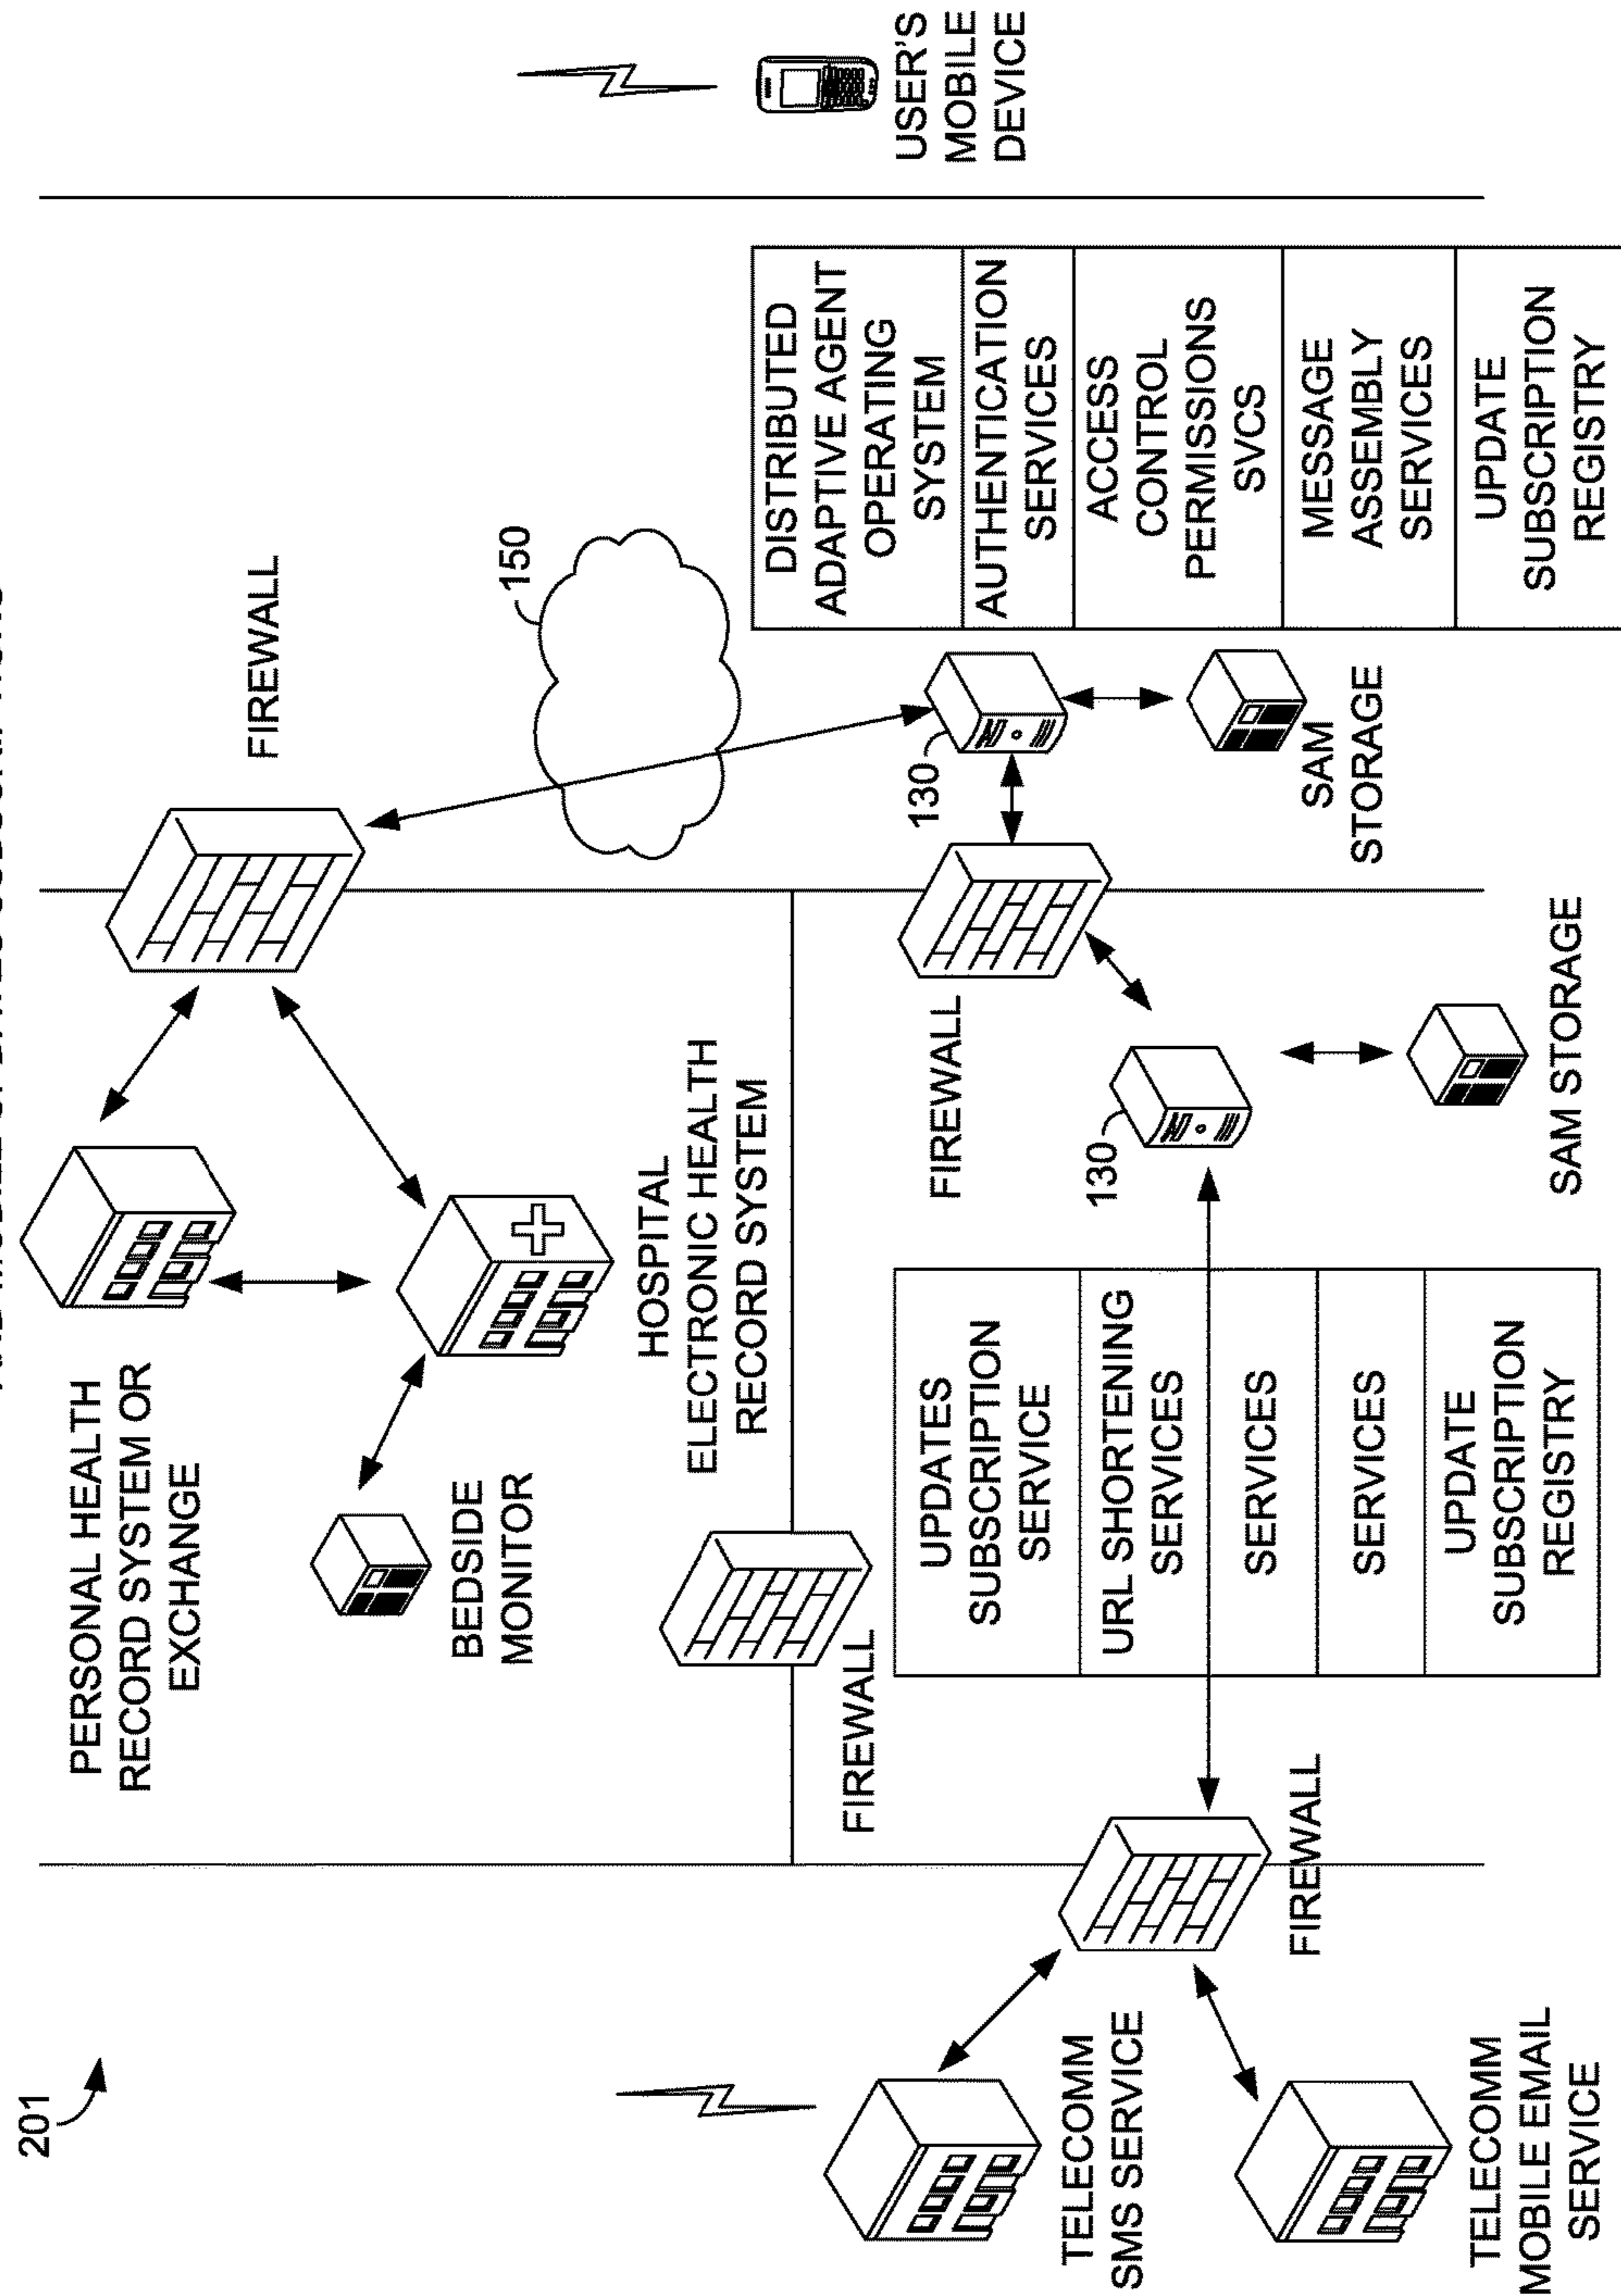 201
PERSONAL HEALTH
RECORD SYSTEM OR
EXCHANGE
BEDSIDE
MONITOR
HOSPITAL
ELECTRONIC HEALTH
RECORD SYSTEM
FIREWALL
150
USER'S
MOBILE
DEVICE
FIREWALL
TELECOMM
SMS SERVICE
TELECOMM
MOBILE EMAIL
SERVICE
FIREWALL
UPDATES
SUBSCRIPTION
SERVICE
URL SHORTENING
SERVICES
SERVICES
SERVICES
UPDATE
SUBSCRIPTION
REGISTRY
130
SAM STORAGE
FIREWALL
130
SAM
STORAGE
DISTRIBUTED
ADAPTIVE AGENT
OPERATING
SYSTEM
AUTHENTICATION
SERVICES
ACCESS
CONTROL
PERMISSIONS
SVCS
MESSAGE
ASSEMBLY
SERVICES
UPDATE
SUBSCRIPTION
REGISTRY